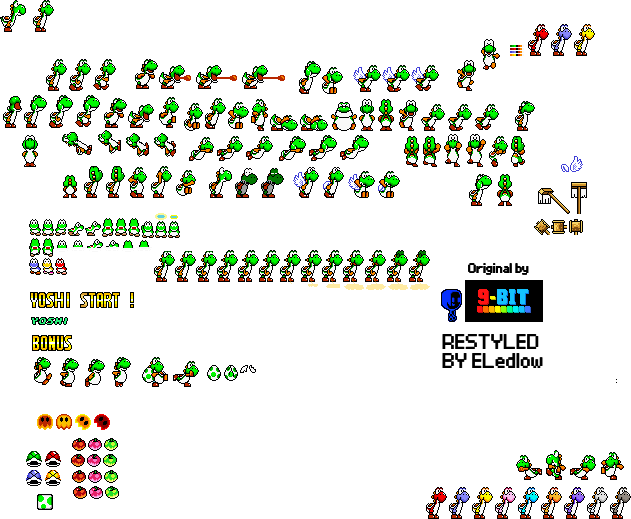 Original by
9-BIT
YOSHI START !
YOSHI
BONUS
RESTYLED
BY ELedlow